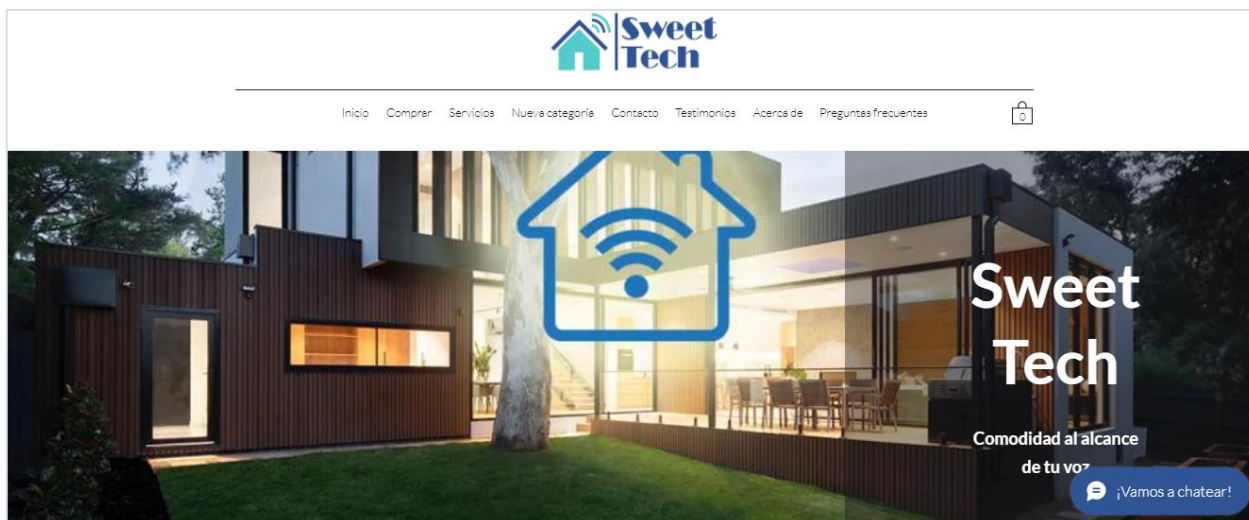 Sweet
Tech
Inicio Comprar Servicios Nueva categoría Contacto Testimonios Acerca de Preguntas frecuentes
0
Sweet
Tech
Comodidad al alcance
de tu voz
¡Vamos a chatear!